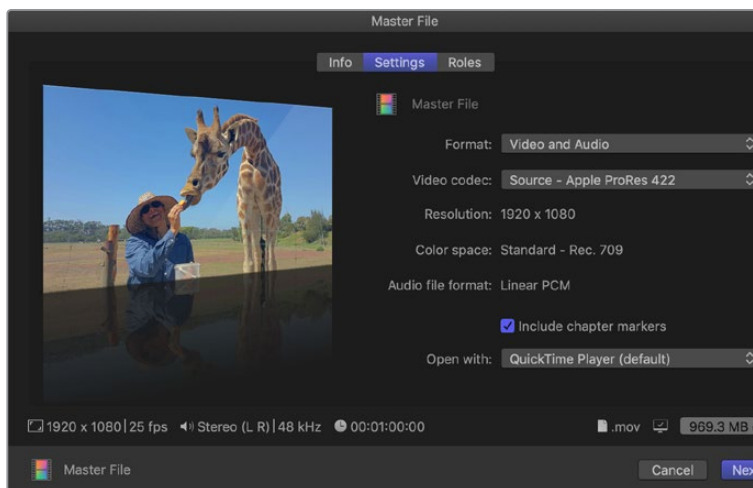 Master File
Info Settings Roles
Master File
Format: Video and Audio
Video codec: Source - Apple ProRes 422
Resolution: 1920 x 1080
Color space: Standard - Rec. 709
Audio file format: Linear PCM
Include chapter markers
Open with: QuickTime Player (default)
1920 x 1080 | 25 fps Stereo (L R) | 48 kHz 00:01:00:00 .mov 969.3 MB
Master File Cancel